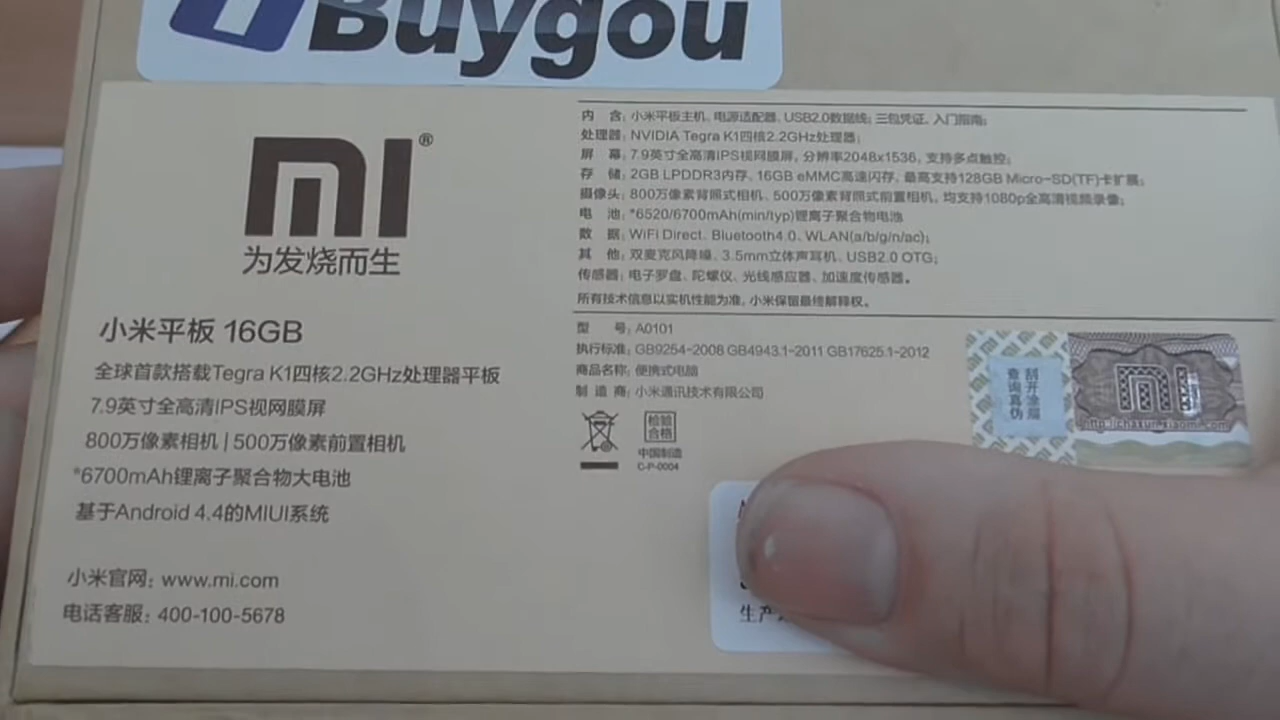 Buygou
MI®
为发烧而生
小米平板 16GB
全球首款搭载Tegra K1四核2.2GHz处理器平板
7.9英寸全高清IPS视网膜屏
800万像素相机 | 500万像素前置相机
*6700mAh锂离子聚合物大电池
基于Android 4.4的MIUI系统
小米官网：www.mi.com
电话客服：400-100-5678
内 含：小米平板主机、电源适配器、USB2.0数据线；三包凭证、入门指南；
处理器：NVIDIA Tegra K1四核2.2GHz处理器；
屏 幕：7.9英寸全高清IPS视网膜屏，分辨率2048x1536，支持多点触控；
存 储：2GB LPDDR3内存、16GB eMMC高速闪存、最高支持128GB Micro-SD(TF)卡扩展；
摄像头：800万像素背照式相机、500万像素背照式前置相机，均支持1080p全高清视频录像；
电 池：*6520/6700mAh(min/typ)锂离子聚合物电池
数 据：WiFi Direct、Bluetooth4.0、WLAN(a/b/g/n/ac)；
其 他：双麦克风降噪、3.5mm立体声耳机、USB2.0 OTG；
传感器：电子罗盘、陀螺仪、光线感应器、加速度传感器。
所有技术信息以实机性能为准，小米保留最终解释权。
型 号：A0101
执行标准：GB9254-2008 GB4943.1-2011 GB17625.1-2012
商品名称：便携式电脑
制 造 商：小米通讯技术有限公司
检验
合格
中国制造
C-P-0004
刮开涂层
查询真伪
MI
http://chaxun.xiaomi.com
生产